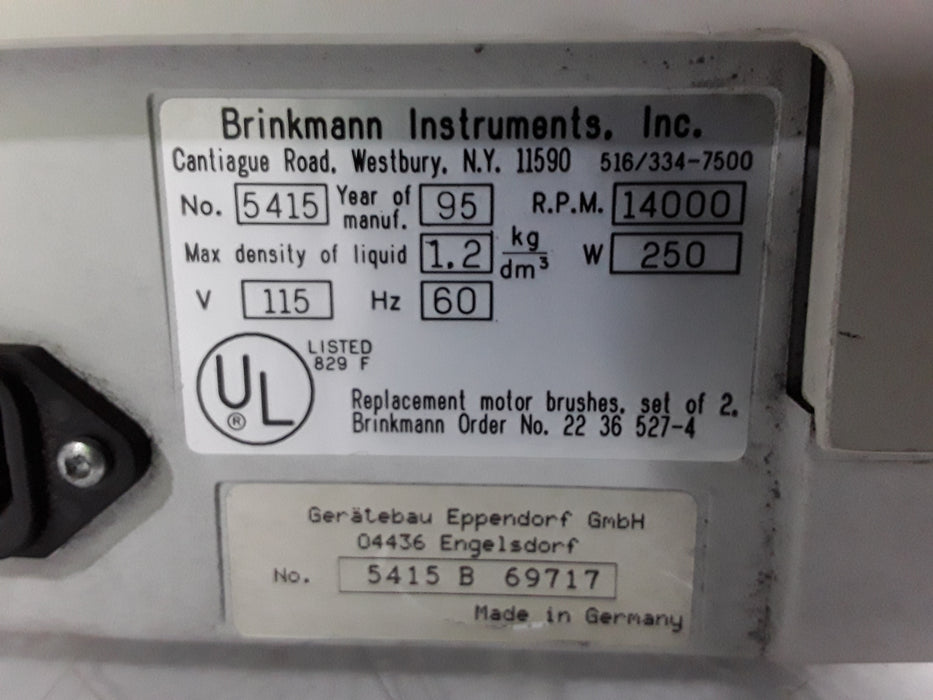 Brinkmann Instruments, Inc.
Cantiague Road, Westbury, N.Y. 11590 516/334-7500
No. 5415 Year of manuf. 95 R.P.M. 14000
Max density of liquid 1.2 kg/dm³ W 250
V 115 Hz 60
UL® LISTED
829 F
Replacement motor brushes, set of 2.
Brinkmann Order No. 22 36 527-4
Gerätebau Eppendorf GmbH
04436 Engelsdorf
No. 5415 B 69717
Made in Germany